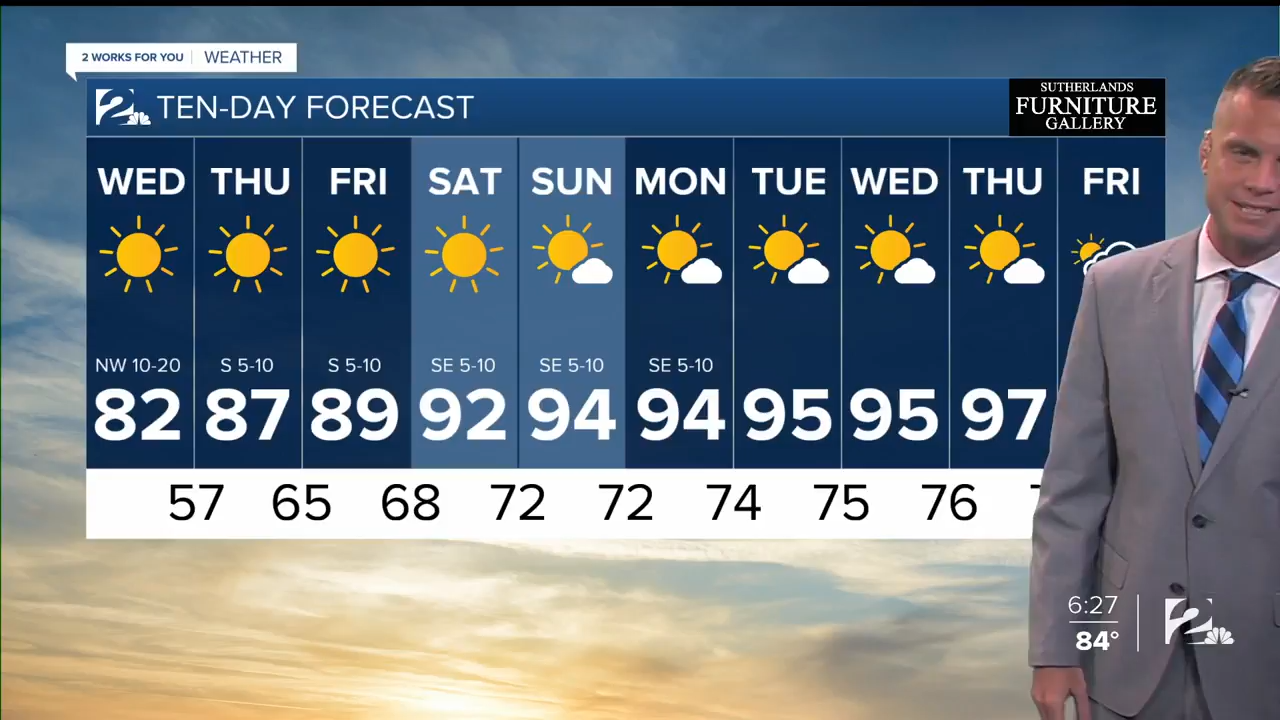 2 WORKS FOR YOU | WEATHER
2 TEN-DAY FORECAST
SUTHERLANDS
FURNITURE
GALLERY
WED THU FRI SAT SUN MON TUE WED THU FRI
NW 10-20 S 5-10 S 5-10 SE 5-10 SE 5-10 SE 5-10
82 87 89 92 94 94 95 95 97
57 65 68 72 72 74 75 76
6:27
84°
2